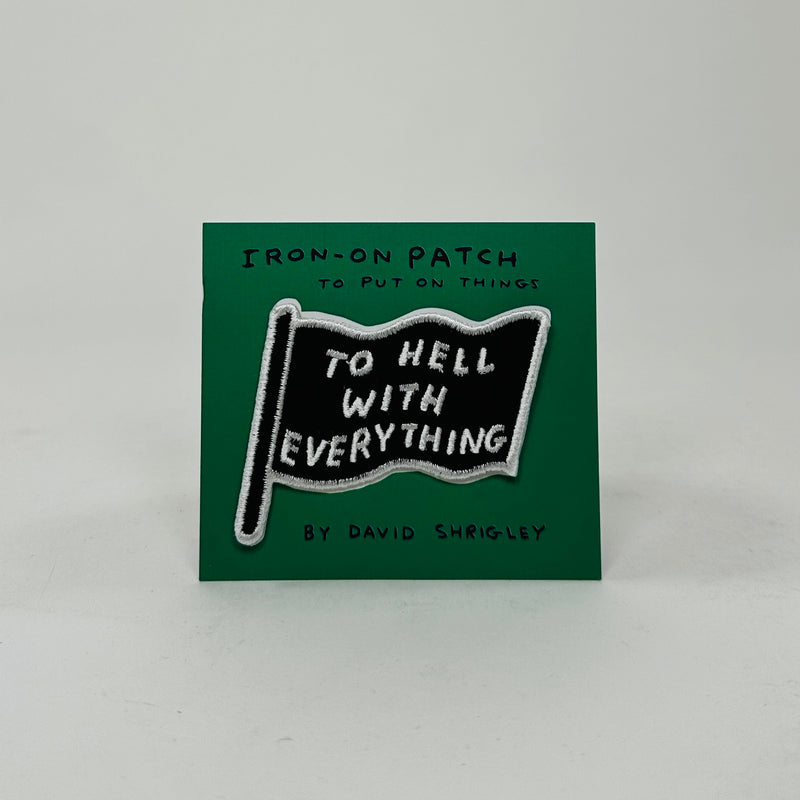 IRON-ON PATCH
TO PUT ON THINGS
TO HELL
WITH
EVERYTHING
BY DAVID SHRIGLEY